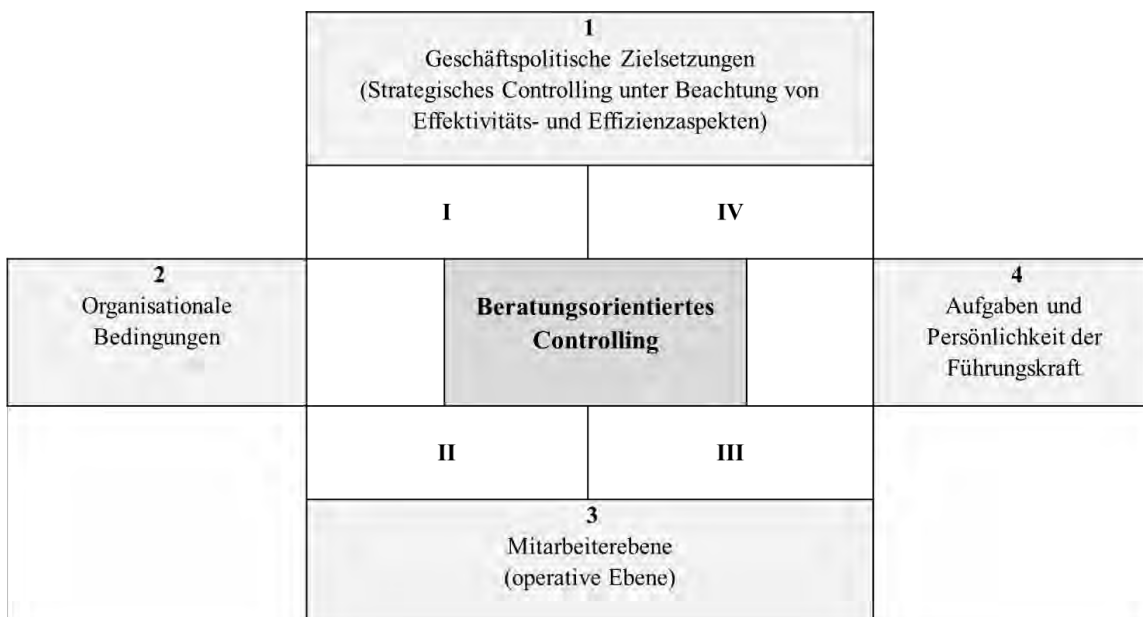 1
Geschäftspolitische Zielsetzungen
(Strategisches Controlling unter Beachtung von
Effektivitäts- und Effizienzaspekten)
I
IV
2
Organisationale
Bedingungen
Beratungsorientiertes
Controlling
4
Aufgaben und
Persönlichkeit der
Führungskraft
II
III
3
Mitarbeiterebene
(operative Ebene)